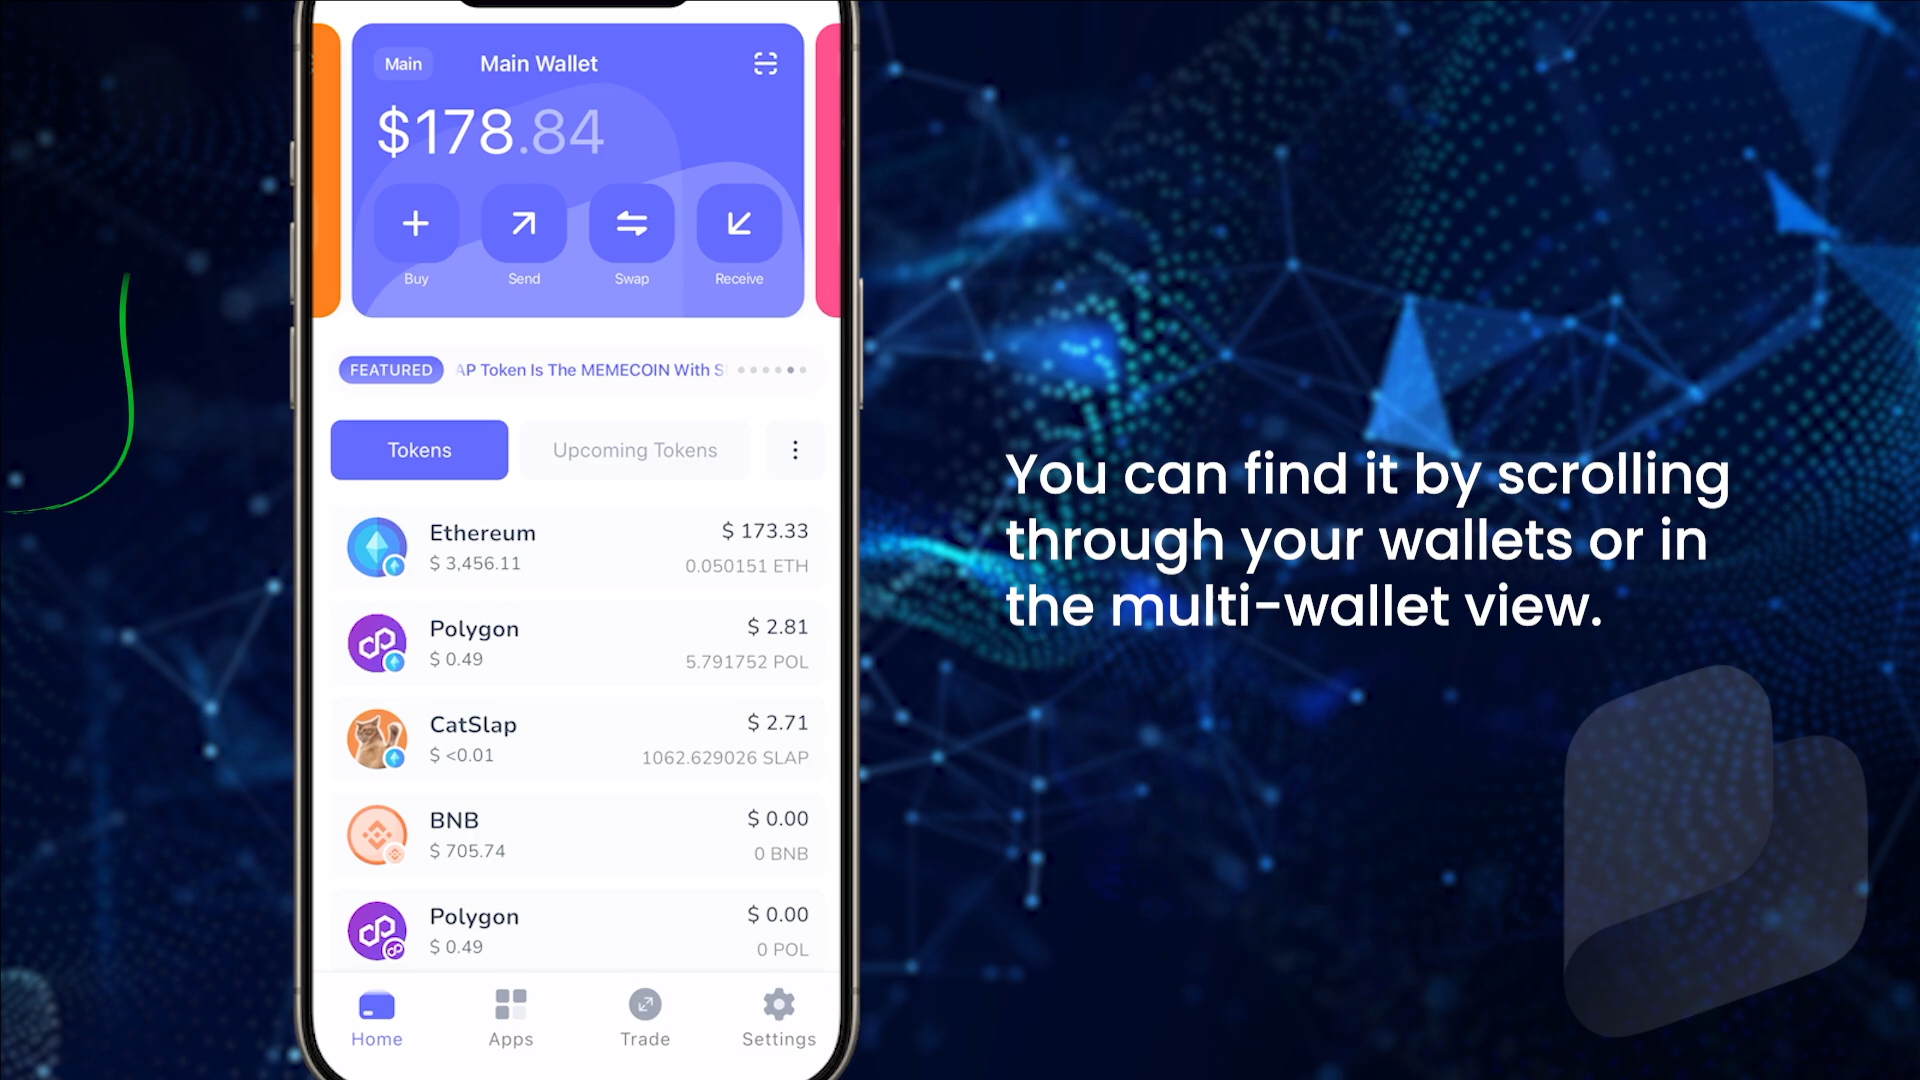 Main
Main Wallet
$178.84
Buy
Send
Swap
Receive
FEATURED
AP Token Is The MEMECOIN With S
Tokens
Upcoming Tokens
Ethereum
$ 173.33
$ 3,456.11
0.050151 ETH
Polygon
$ 2.81
$ 0.49
5.791752 POL
CatSlap
$ 2.71
$ <0.01
1062.629026 SLAP
BNB
$ 0.00
$ 705.74
0 BNB
Polygon
$ 0.00
$ 0.49
0 POL
Home
Apps
Trade
Settings
You can find it by scrolling
through your wallets or in
the multi-wallet view.